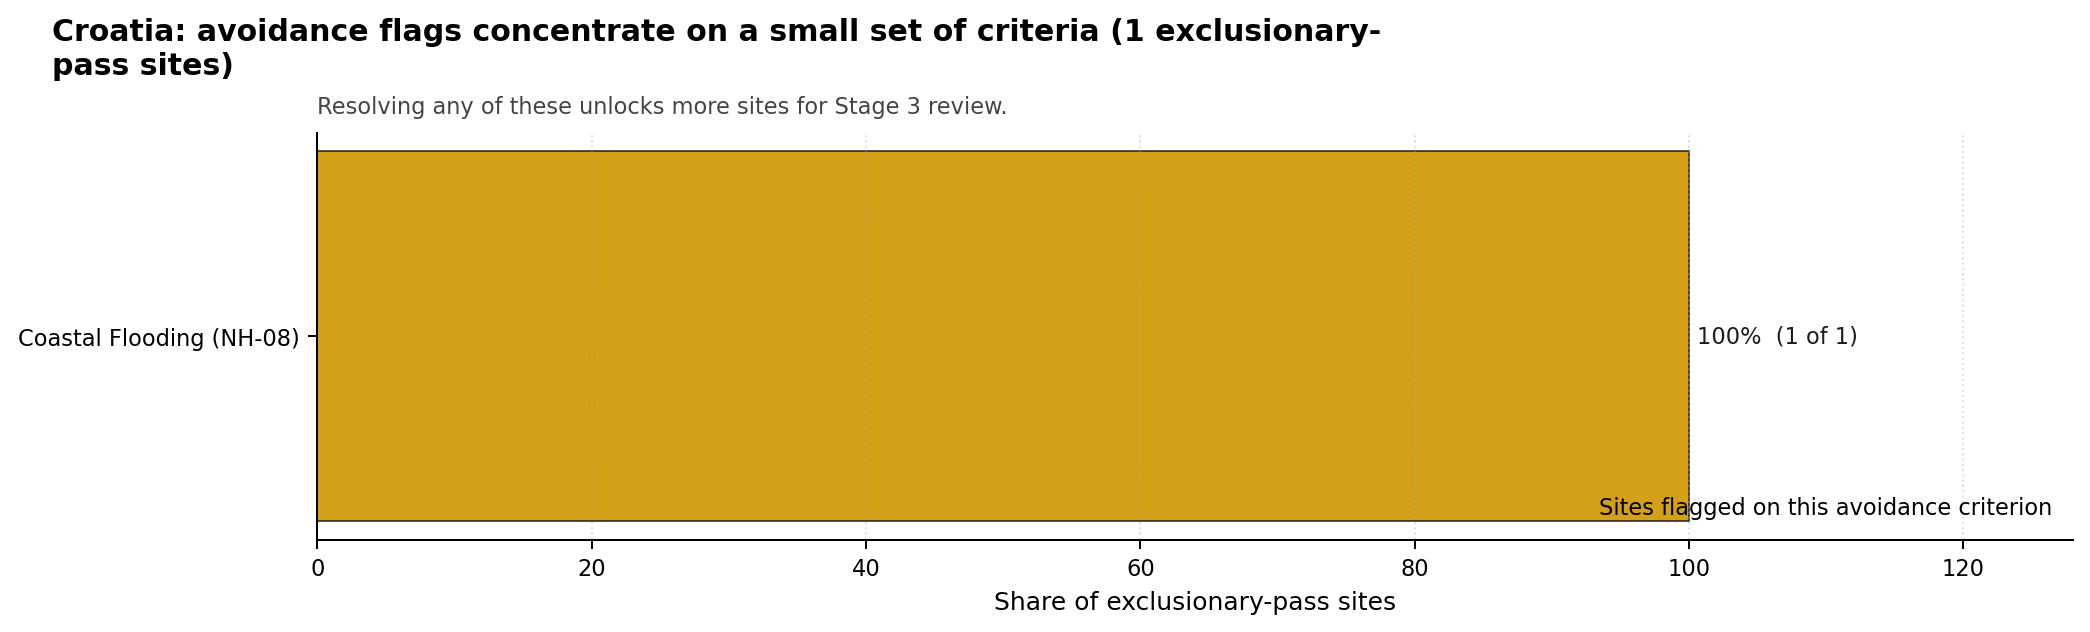 Croatia: avoidance flags concentrate on a small set of criteria (1 exclusionary-
pass sites)
Resolving any of these unlocks more sites for Stage 3 review.
Coastal Flooding (NH-08)
100%  (1 of 1)
Sites flagged on this avoidance criterion
0 20 40 60 80 100 120
Share of exclusionary-pass sites